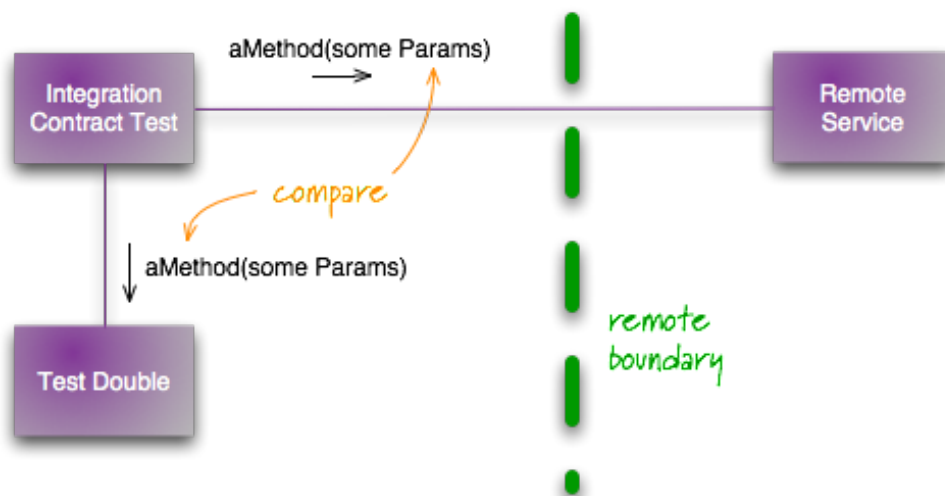 aMethod(some Params)
Integration
Contract Test
Remote
Service
compare
aMethod(some Params)
remote
boundary
Test Double